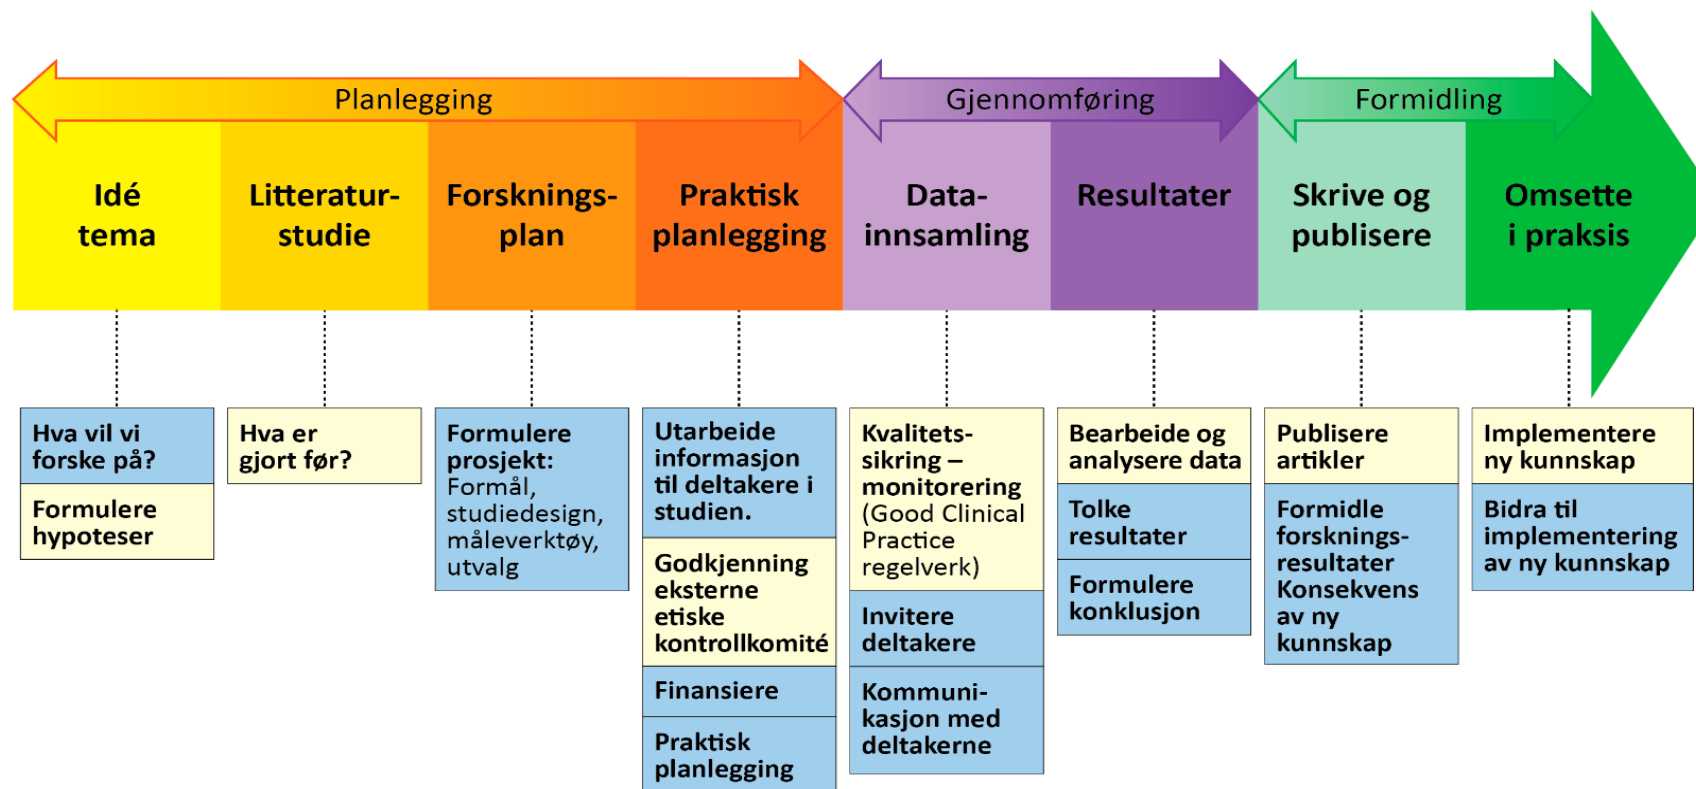 Planlegging
Gjennomføring
Formidling
Idé
tema
Litteratur-
studie
Forsknings-
plan
Praktisk
planlegging
Data-
innsamling
Resultater
Skrive og
publisere
Omsette
i praksis
Hva vil vi
forske på?
Formulere
hypoteser
Hva er
gjort før?
Formulere
prosjekt:
Formål,
studiedesign,
måleverktøy,
utvalg
Utarbeide
informasjon
til deltakere i
studien.
Godkjenning
eksterne
etiske
kontrollkomité
Finansiere
Praktisk
planlegging
Kvalitets-
sikring –
monitorering
(Good Clinical
Practice
regelverk)
Invitere
deltakere
Kommuni-
kasjon med
deltakerne
Bearbeide og
analysere data
Tolke
resultater
Formulere
konklusjon
Publisere
artikler
Formidle
forsknings-
resultater
Konsekvens
av ny
kunnskap
Implementere
ny kunnskap
Bidra til
implementering
av ny kunnskap